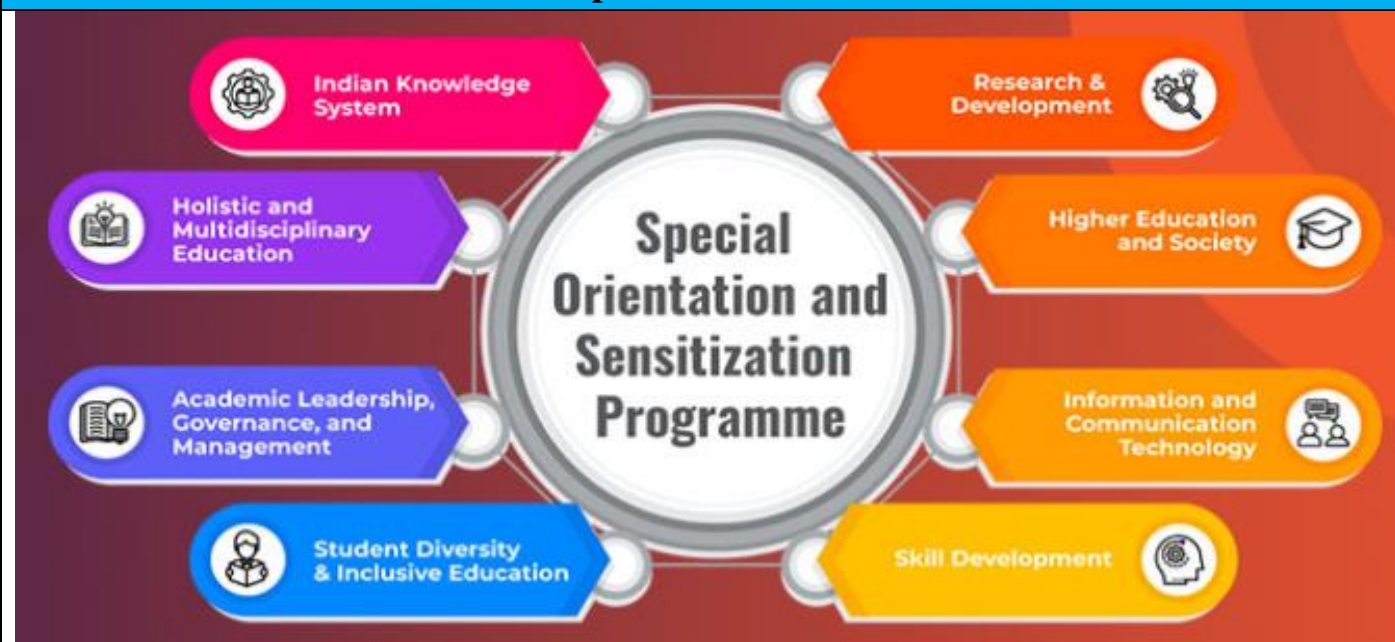 Indian Knowledge
System
Holistic and
Multidisciplinary
Education
Academic Leadership,
Governance, and
Management
Student Diversity
& Inclusive Education
Special
Orientation and
Sensitization
Programme
Research &
Development
Higher Education
and Society
Information and
Communication
Technology
Skill Development